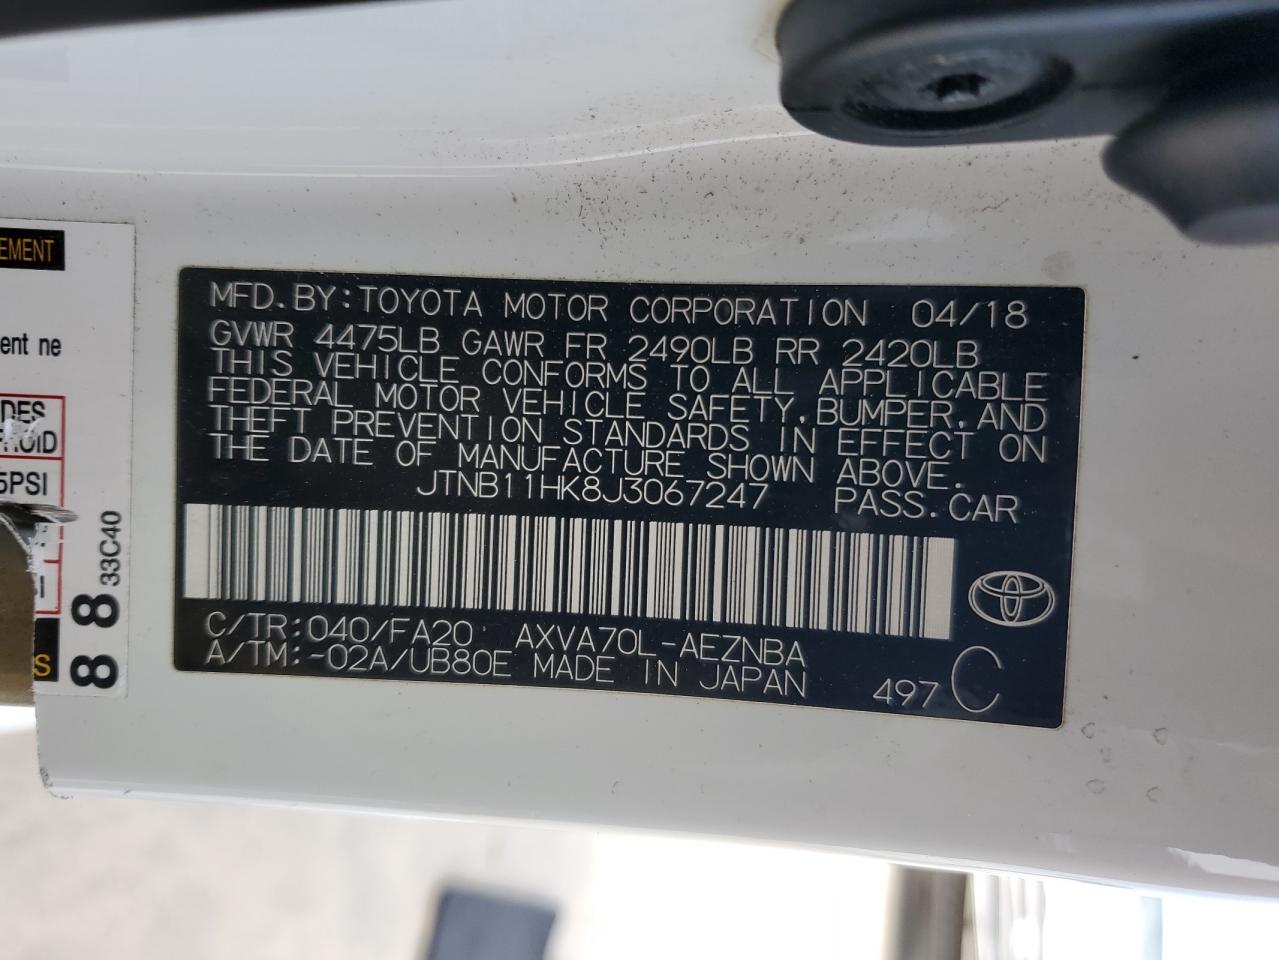 MFD.BY:TOYOTA MOTOR CORPORATION 04/18
GVWR 4475LB GAWR FR 2490LB RR 2420LB
THIS VEHICLE CONFORMS TO ALL APPLICABLE
FEDERAL MOTOR VEHICLE SAFETY,BUMPER,AND
THEFT PREVENTION STANDARDS IN EFFECT ON
THE DATE OF MANUFACTURE SHOWN ABOVE.
JTNB11HK8J3067247 PASS.CAR
C/TR:040/FA20 AXVA70L-AEZNBA
A/TM:-02A/UB80E MADE IN JAPAN
497 C
EMENT
ent ne
DES
5PSI
S
88
33C40